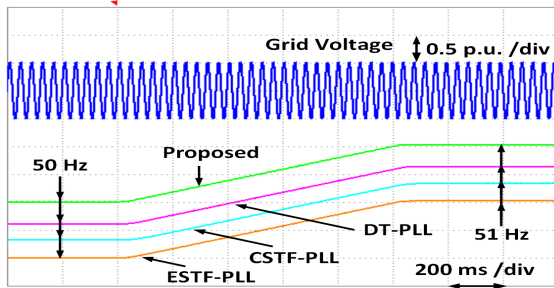 Grid Voltage
0.5 p.u. /div
50 Hz
Proposed
DT-PLL
51 Hz
CSTF-PLL
ESTF-PLL
200 ms /div